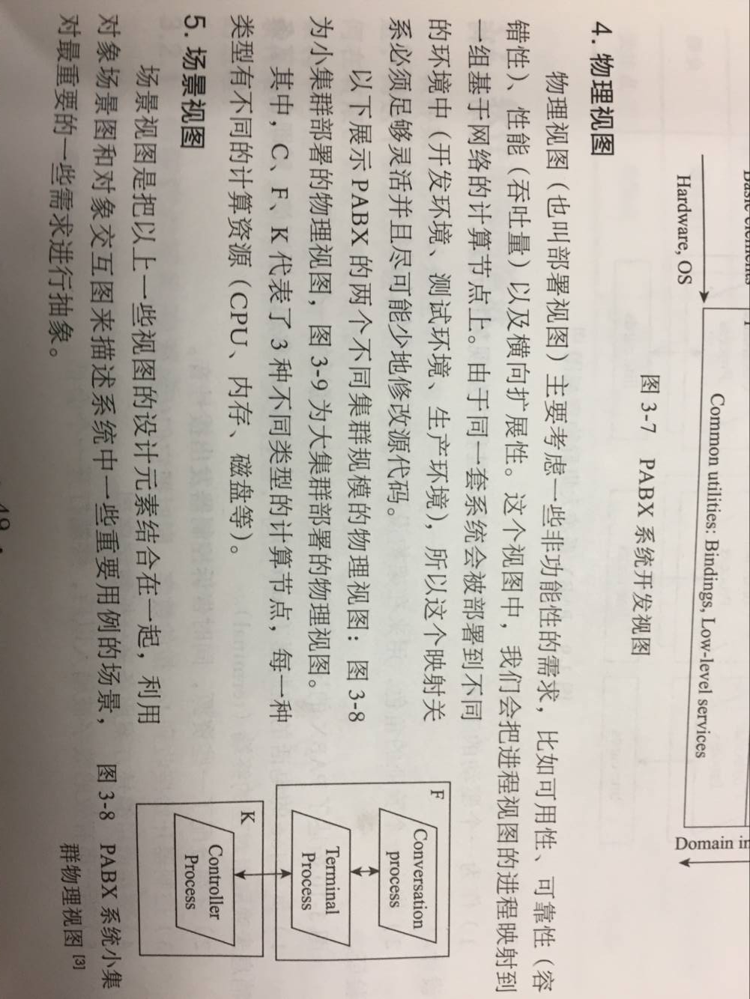 Hardware, OS
Common utilities: Bindings, Low-level services
Domain in
图 3-7 PABX 系统开发视图
4. 物理视图
物理视图（也叫部署视图）主要考虑一些非功能性的需求，比如可用性、可靠性（容
错性）、性能（吞吐量）以及横向扩展性。这个视图中，我们会把进程视图的进程映射到
一组基于网络的计算节点上。由于同一套系统会被部署到不同
的环境中（开发环境、测试环境、生产环境），所以这个映射关
系必须足够灵活并且尽可能少地修改源代码。
以下展示 PABX 的两个不同集群规模的物理视图：图 3-8
为小集群部署的物理视图，图 3-9 为大集群部署的物理视图。
其中，C、F、K 代表了 3 种不同类型的计算节点，每一种
类型有不同的计算资源（CPU、内存、磁盘等）。
5. 场景视图
场景视图是把以上一些视图的设计元素结合在一起，利用
对象场景图和对象交互图来描述系统中一些重要用例的场景，
对最重要的一些需求进行抽象。
F
Conversation
process
Terminal
Process
K
Controller
Process
图 3-8 PABX 系统小集
群物理视图 [3]